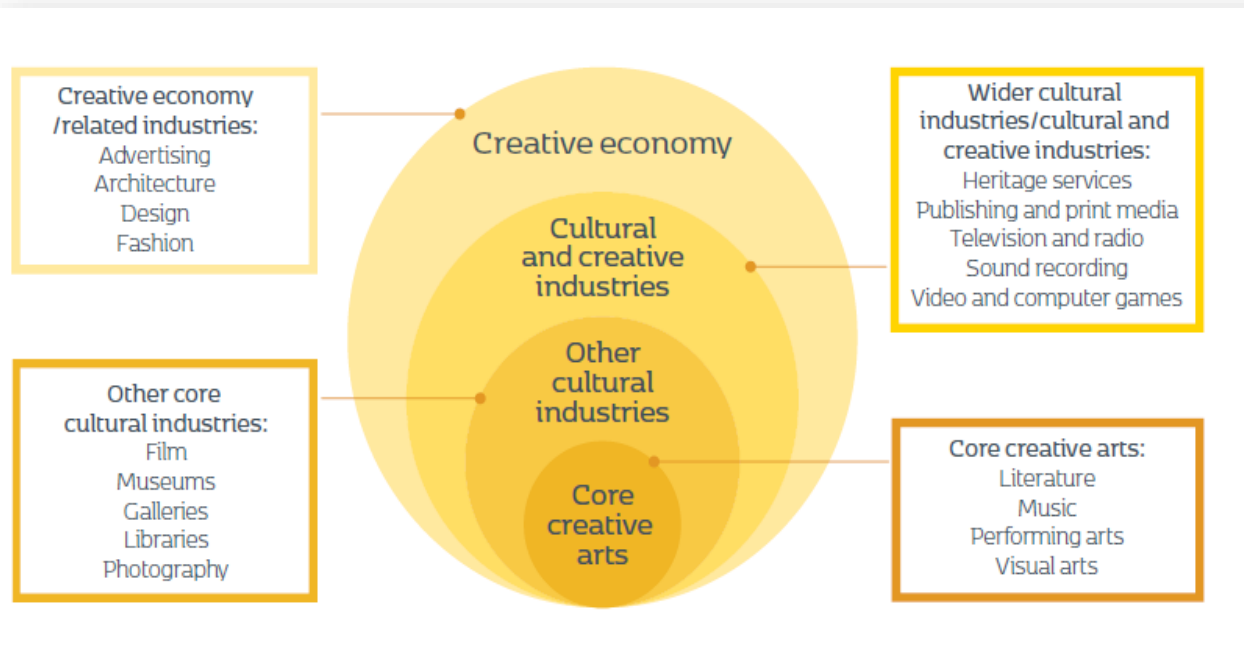 Creative economy
/related industries:
Advertising
Architecture
Design
Fashion
Other core
cultural industries:
Film
Museums
Galleries
Libraries
Photography
Creative economy
Cultural
and creative
industries
Other
cultural
industries
Core
creative
arts
Wider cultural
industries/cultural and
creative industries:
Heritage services
Publishing and print media
Television and radio
Sound recording
Video and computer games
Core creative arts:
Literature
Music
Performing arts
Visual arts